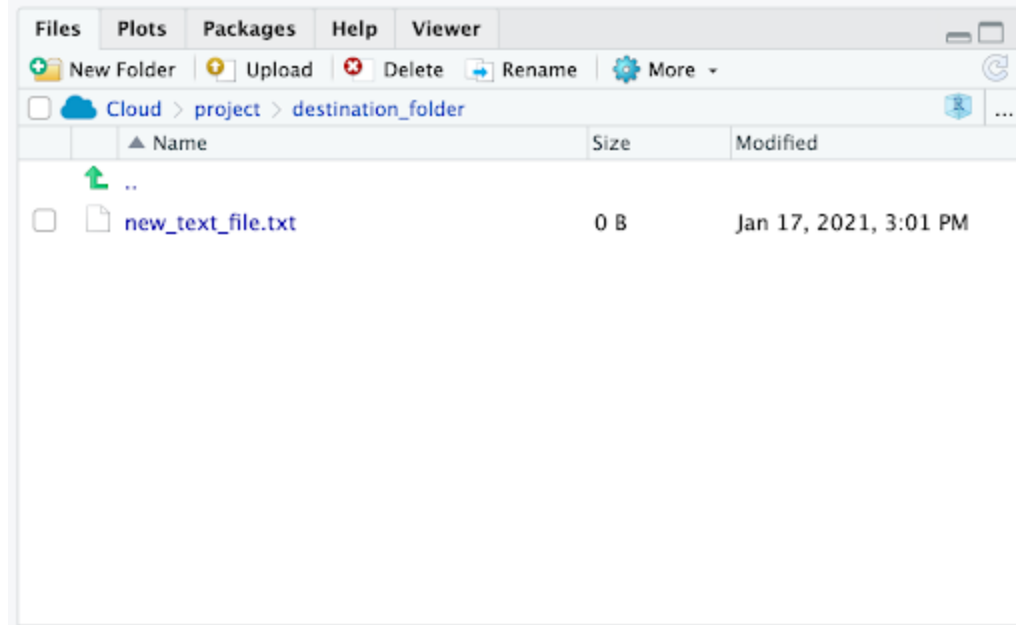 Files Plots Packages Help Viewer
New Folder Upload Delete Rename More
Cloud > project > destination_folder R ...
Name Size Modified
..
new_text_file.txt 0 B Jan 17, 2021, 3:01 PM